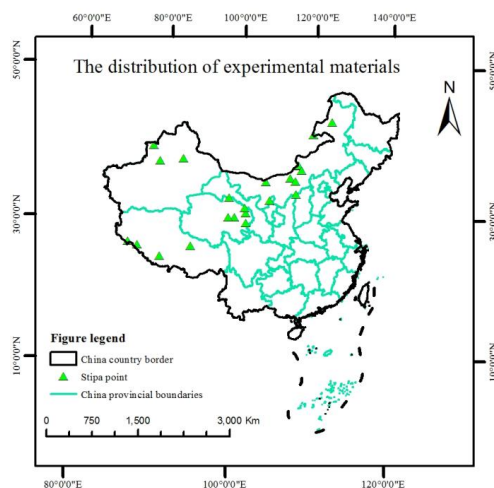 60°0'0"E 80°0'0"E 100°0'0"E 120°0'0"E 140°0'0"E
The distribution of experimental materials
N
50°0'0"N
30°0'0"N
10°0'0"N
Figure legend
China country border
Stipa point
China provincial boundaries
0 750 1,500 3,000 Km
80°0'0"E 100°0'0"E 120°0'0"E